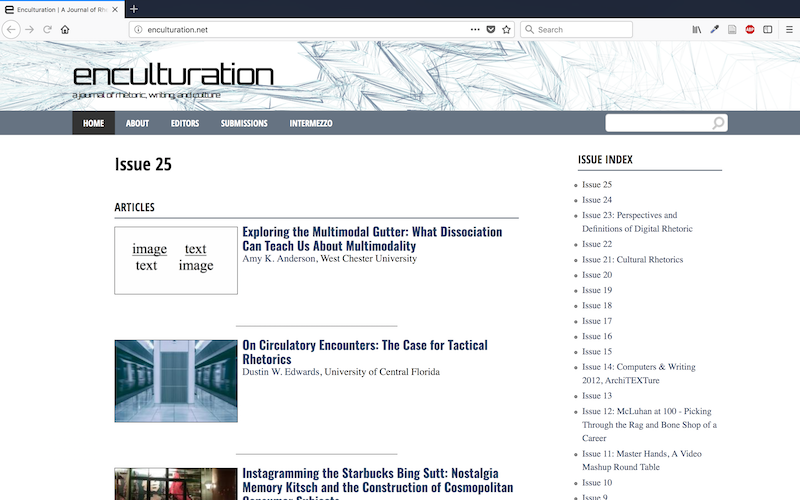 Enculturation | A Journal of Rhe
enculturation.net
Search
ABP
enculturation
a journal of rhetoric, writing, and culture
HOME ABOUT EDITORS SUBMISSIONS INTERMEZZO
Issue 25
ARTICLES
image text
text image
Exploring the Multimodal Gutter: What Dissociation
Can Teach Us About Multimodality
Amy K. Anderson, West Chester University
On Circulatory Encounters: The Case for Tactical
Rhetorics
Dustin W. Edwards, University of Central Florida
Instagramming the Starbucks Bing Sutt: Nostalgia
Memory Kitsch and the Construction of Cosmopolitan
Consumer Subjects
ISSUE INDEX
Issue 25
Issue 24
Issue 23: Perspectives and
Definitions of Digital Rhetoric
Issue 22
Issue 21: Cultural Rhetorics
Issue 20
Issue 19
Issue 18
Issue 17
Issue 16
Issue 15
Issue 14: Computers & Writing
2012, ArchiTEXTure
Issue 13
Issue 12: McLuhan at 100 - Picking
Through the Rag and Bone Shop of a
Career
Issue 11: Master Hands, A Video
Mashup Round Table
Issue 10
Issue 9